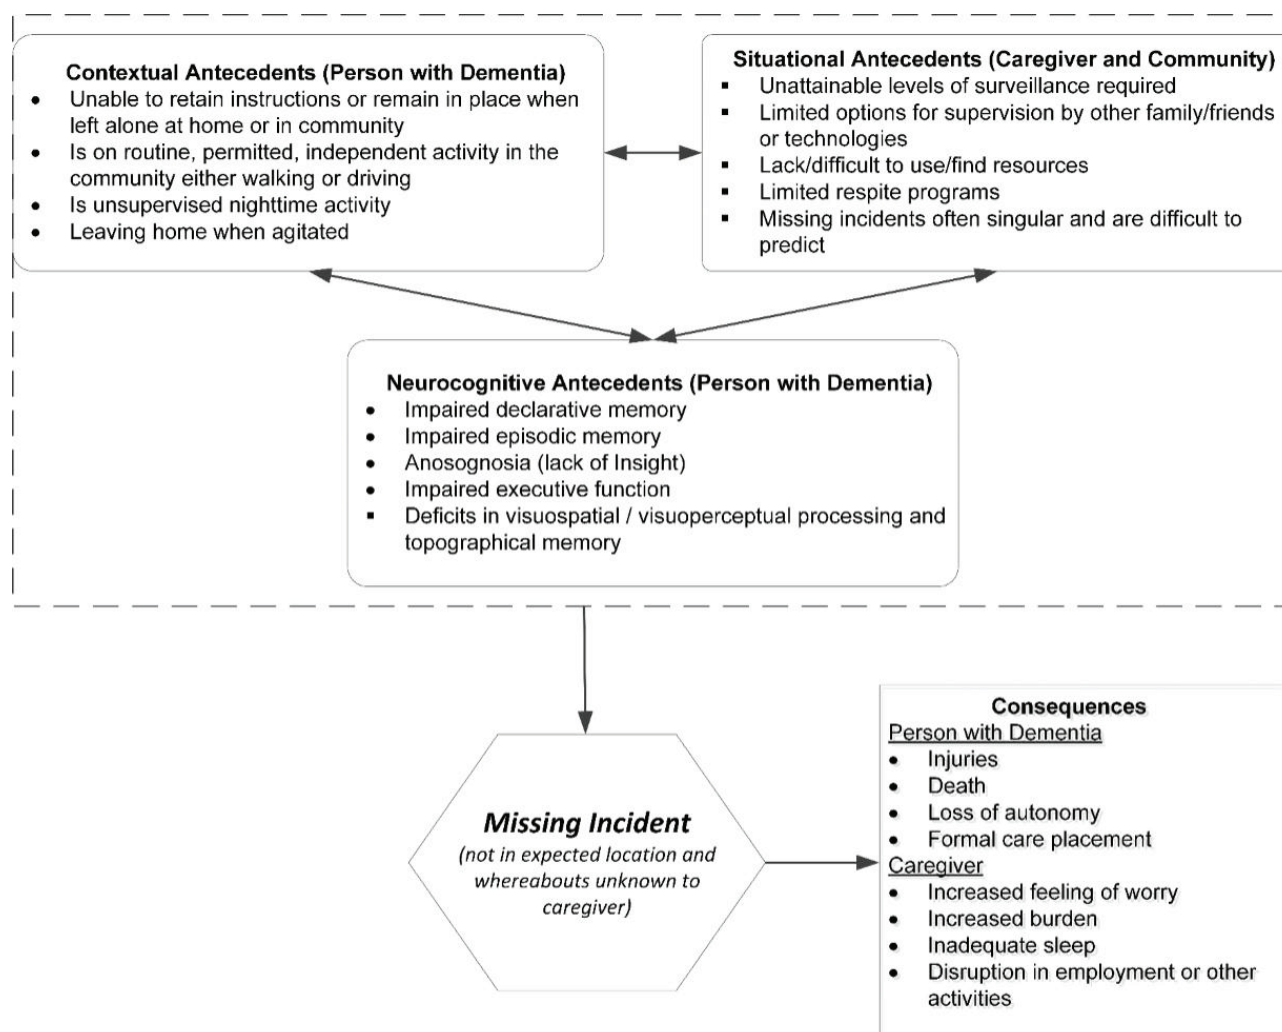 Contextual Antecedents (Person with Dementia)
• Unable to retain instructions or remain in place when
left alone at home or in community
• Is on routine, permitted, independent activity in the
community either walking or driving
• Is unsupervised nighttime activity
• Leaving home when agitated
Situational Antecedents (Caregiver and Community)
▪ Unattainable levels of surveillance required
▪ Limited options for supervision by other family/friends
or technologies
▪ Lack/difficult to use/find resources
▪ Limited respite programs
▪ Missing incidents often singular and are difficult to
predict
Neurocognitive Antecedents (Person with Dementia)
• Impaired declarative memory
• Impaired episodic memory
• Anosognosia (lack of Insight)
• Impaired executive function
▪ Deficits in visuospatial / visuoperceptual processing and
topographical memory
Missing Incident
(not in expected location and
whereabouts unknown to
caregiver)
Consequences
Person with Dementia
• Injuries
• Death
• Loss of autonomy
• Formal care placement
Caregiver
• Increased feeling of worry
• Increased burden
• Inadequate sleep
• Disruption in employment or other
activities